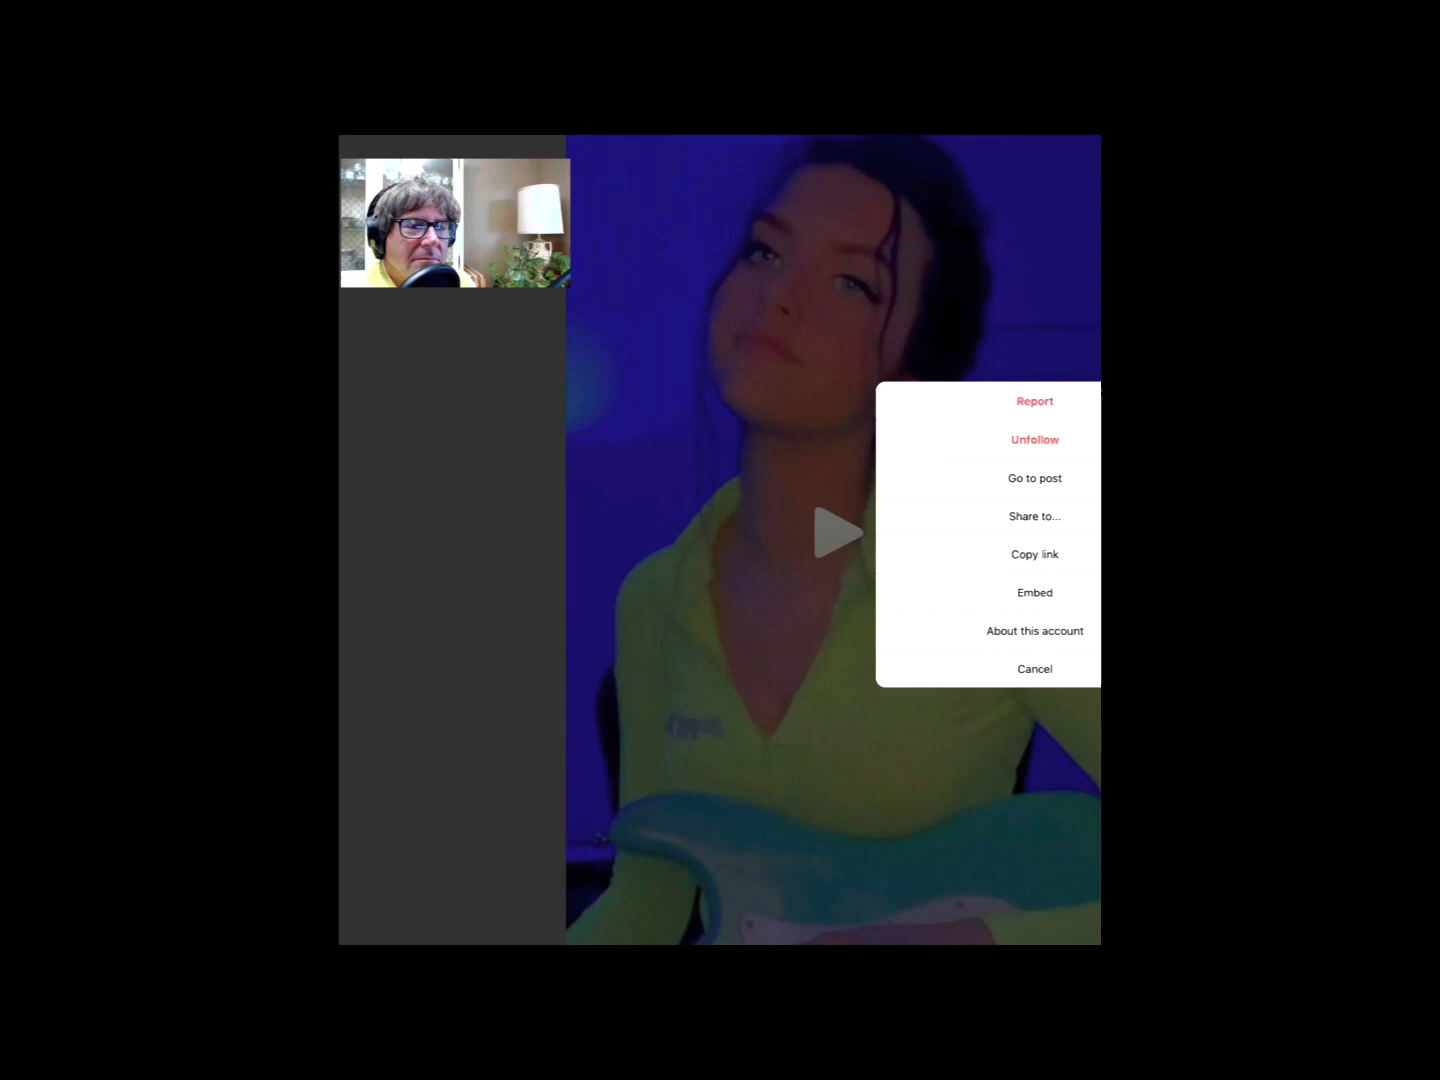 Report
Unfollow
Go to post
Share to...
Copy link
Embed
About this account
Cancel